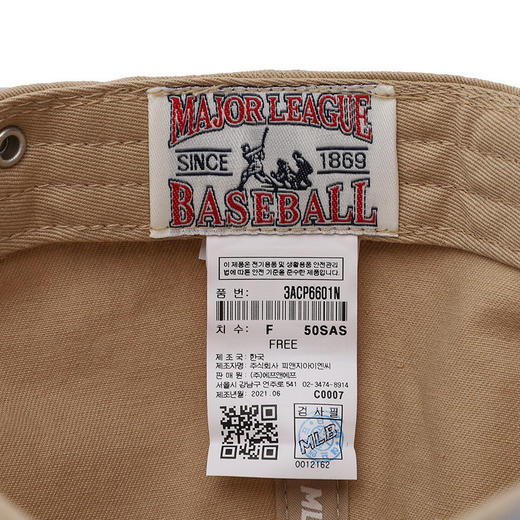 MAJOR LEAGUE
SINCE 1869
BASEBALL
이 제품은 전기용품 및 생활용품 안전관리
법에 따른 안전 기준을 준수한 제품입니다.
품 번: 3ACP6601N
치 수: F 50SAS
FREE
제 조 국: 한국
제조자명: 주식회사 피앤지아이엔씨
판 매 원: (주)에프앤에프
서울시 강남구 언주로 541 02-3474-8914
제조년월: 2021.06 C0007
검 사 필
MLB
0012162
ML